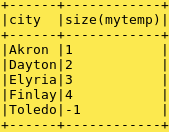 +------+------------+
|city  |size(mytemp)|
+------+------------+
|Akron |1           |
|Dayton|2           |
|Elyria|3           |
|Finlay|4           |
|Toledo|-1          |
+------+------------+